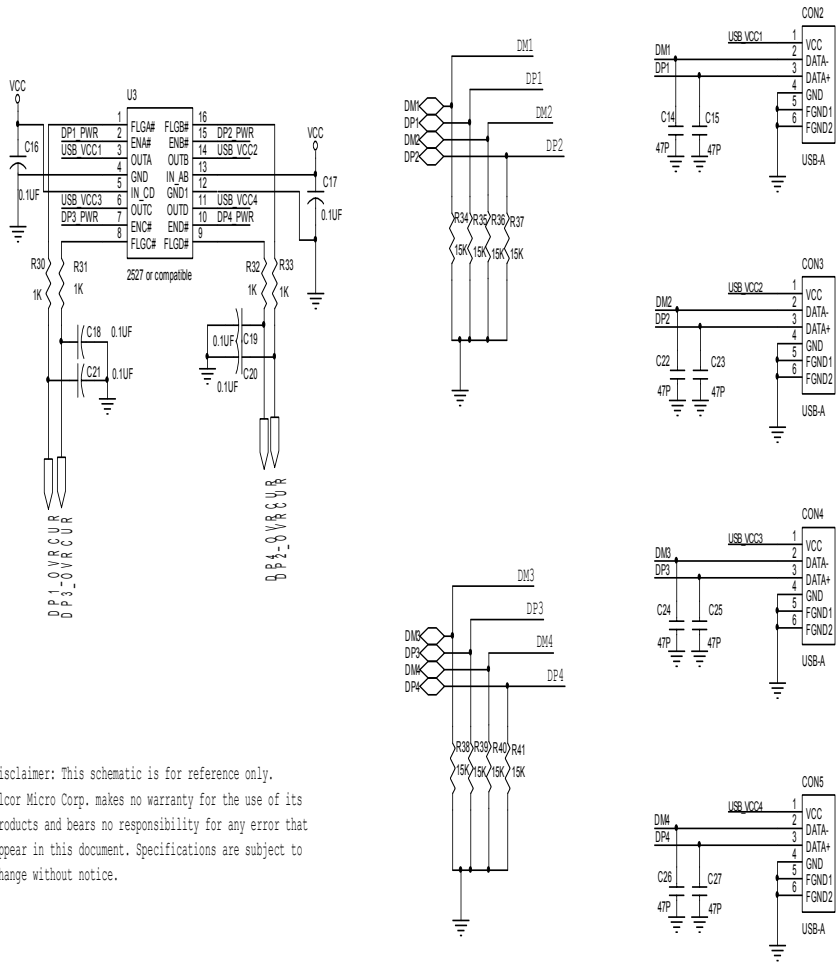 VCC
C16
0.1UF
U3
1 FLGA# FLGB# 16
DP1_PWR 2 ENA# ENB# 15 DP2_PWR
USB_VCC1 3 OUTA OUTB 14 USB_VCC2
4 GND IN_AB 13
5 IN_CD GND1 12
USB_VCC3 6 OUTC OUTD 11 USB_VCC4
DP3_PWR 7 ENC# END# 10 DP4_PWR
8 FLGC# FLGD# 9
2527 or compatible
VCC
C17
0.1UF
R30
1K
R31
1K
R32
1K
R33
1K
C18 0.1UF
C21 0.1UF
0.1UF C19
C20
0.1UF
DP1_OVRCUR
DP3_OVRCUR
DP4_OVRCUR
DP2_OVRCUR
DM1
DP1
DM2
DP2
DM1
DP1
DM2
DP2
R34 R35 R36 R37
15K 15K 15K 15K
DM3
DP3
DM4
DP4
DM3
DP3
DM4
DP4
R38 R39 R40 R41
15K 15K 15K 15K
CON2
USB_VCC1 1 VCC
DM1 2 DATA-
DP1 3 DATA+
4 GND
5 FGND1
6 FGND2
C14 C15
47P 47P
USB-A
CON3
USB_VCC2 1 VCC
DM2 2 DATA-
DP2 3 DATA+
4 GND
5 FGND1
6 FGND2
C22 C23
47P 47P
USB-A
CON4
USB_VCC3 1 VCC
DM3 2 DATA-
DP3 3 DATA+
4 GND
5 FGND1
6 FGND2
C24 C25
47P 47P
USB-A
CON5
USB_VCC4 1 VCC
DM4 2 DATA-
DP4 3 DATA+
4 GND
5 FGND1
6 FGND2
C26 C27
47P 47P
USB-A
isclaimer: This schematic is for reference only.
lcor Micro Corp. makes no warranty for the use of its
roducts and bears no responsibility for any error that
ppear in this document. Specifications are subject to
hange without notice.